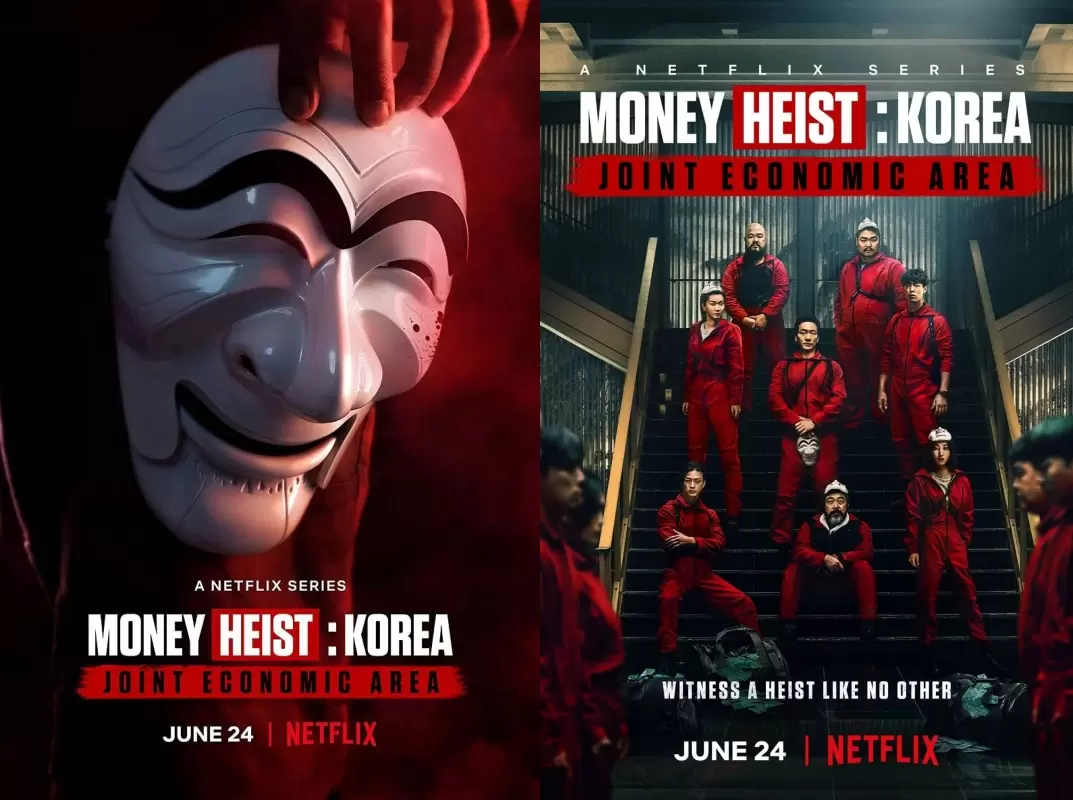 A NETFLIX SERIES
MONEY HEIST : KOREA
JOINT ECONOMIC AREA
JUNE 24 | NETFLIX
A NETFLIX SERIES
MONEY HEIST : KOREA
JOINT ECONOMIC AREA
WITNESS A HEIST LIKE NO OTHER
JUNE 24 | NETFLIX